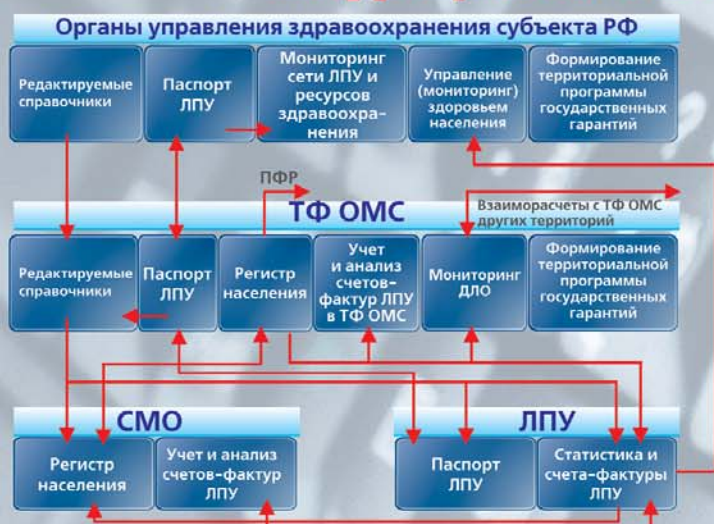 Органы управления здравоохранения субъекта РФ
Редактируемые
справочники
Паспорт
ЛПУ
Мониторинг
сети ЛПУ и
ресурсов
здравоохра-
нения
Управление
(мониторинг)
здоровьем
населения
Формирование
территориальной
программы
государственных
гарантий
ПФР
ТФ ОМС
Взаиморасчеты с ТФ ОМС
других территорий
Редактируемые
справочники
Паспорт
ЛПУ
Регистр
населения
Учет
и анализ
счетов-
фактур ЛПУ
в ТФ ОМС
Мониторинг
ДЛО
Формирование
территориальной
программы
государственных
гарантий
СМО
Регистр
населения
Учет и анализ
счетов-фактур
ЛПУ
ЛПУ
Паспорт
ЛПУ
Статистика и
счета-фактуры
ЛПУ